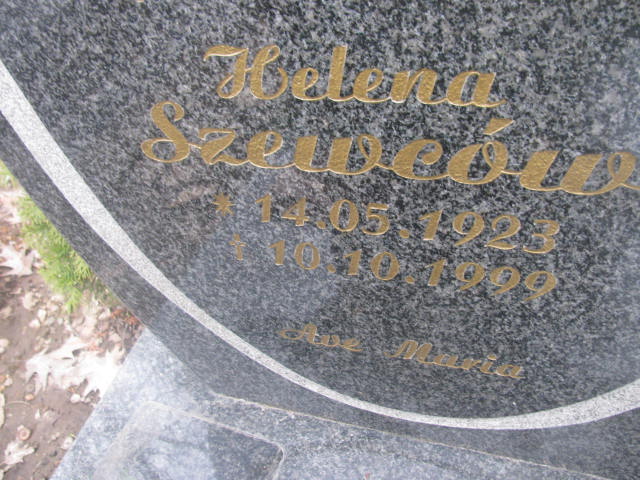 Helena
Szewców
* 14.05.1923
† 10.10.1999
Ave Maria